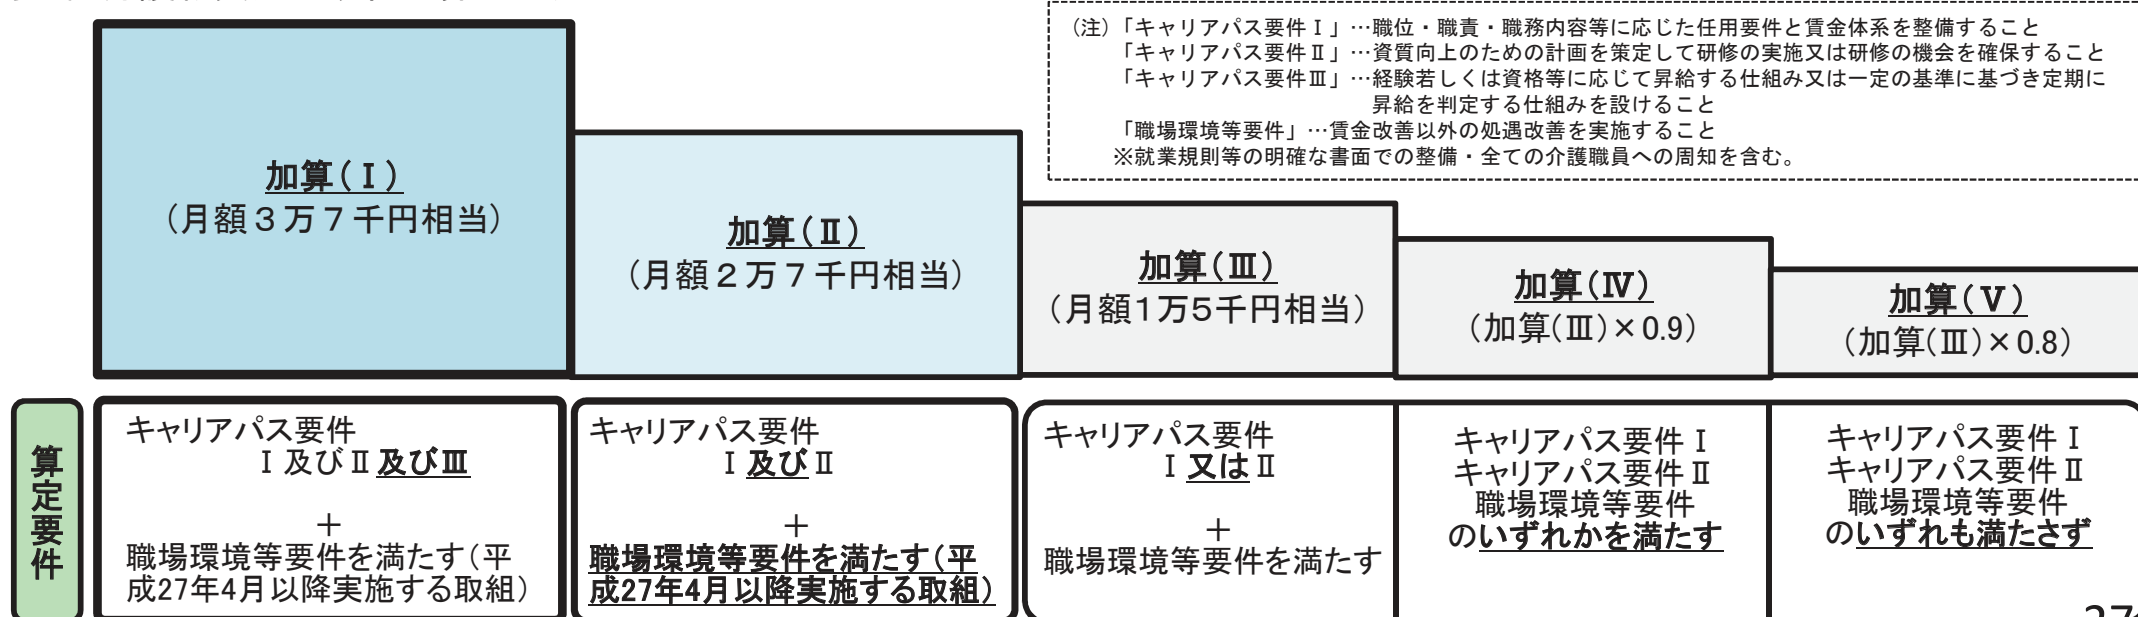 (注)「キャリアパス要件Ⅰ」…職位・職責・職務内容等に応じた任用要件と賃金体系を整備すること
「キャリアパス要件Ⅱ」…資質向上のための計画を策定して研修の実施又は研修の機会を確保すること
「キャリアパス要件Ⅲ」…経験若しくは資格等に応じて昇給する仕組み又は一定の基準に基づき定期に
昇給を判定する仕組みを設けること
「職場環境等要件」…賃金改善以外の処遇改善を実施すること
※就業規則等の明確な書面での整備・全ての介護職員への周知を含む。
加算(Ⅰ)
(月額3万7千円相当)
加算(Ⅱ)
(月額2万7千円相当)
加算(Ⅲ)
(月額1万5千円相当)
加算(Ⅳ)
(加算(Ⅲ)×0.9)
加算(Ⅴ)
(加算(Ⅲ)×0.8)
算定要件
キャリアパス要件
Ⅰ及びⅡ及びⅢ
+
職場環境等要件を満たす(平
成27年4月以降実施する取組)
キャリアパス要件
Ⅰ及びⅡ
+
職場環境等要件を満たす(平
成27年4月以降実施する取組)
キャリアパス要件
Ⅰ又はⅡ
+
職場環境等要件を満たす
キャリアパス要件Ⅰ
キャリアパス要件Ⅱ
職場環境等要件
のいずれかを満たす
キャリアパス要件Ⅰ
キャリアパス要件Ⅱ
職場環境等要件
のいずれも満たさず